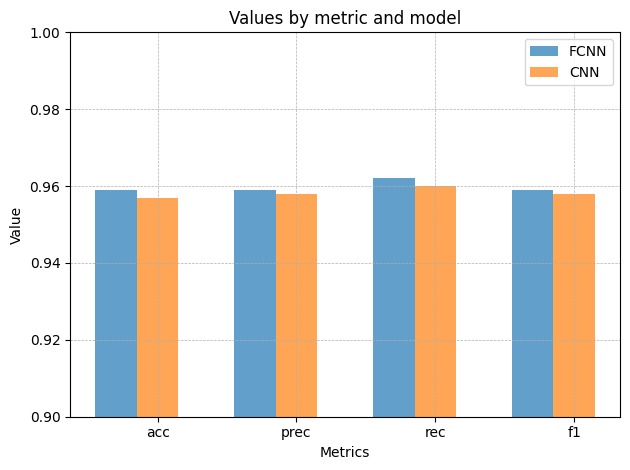 Values by metric and model
1.00
0.98
0.96
0.94
0.92
0.90
Value
FCNN
CNN
acc prec rec f1
Metrics